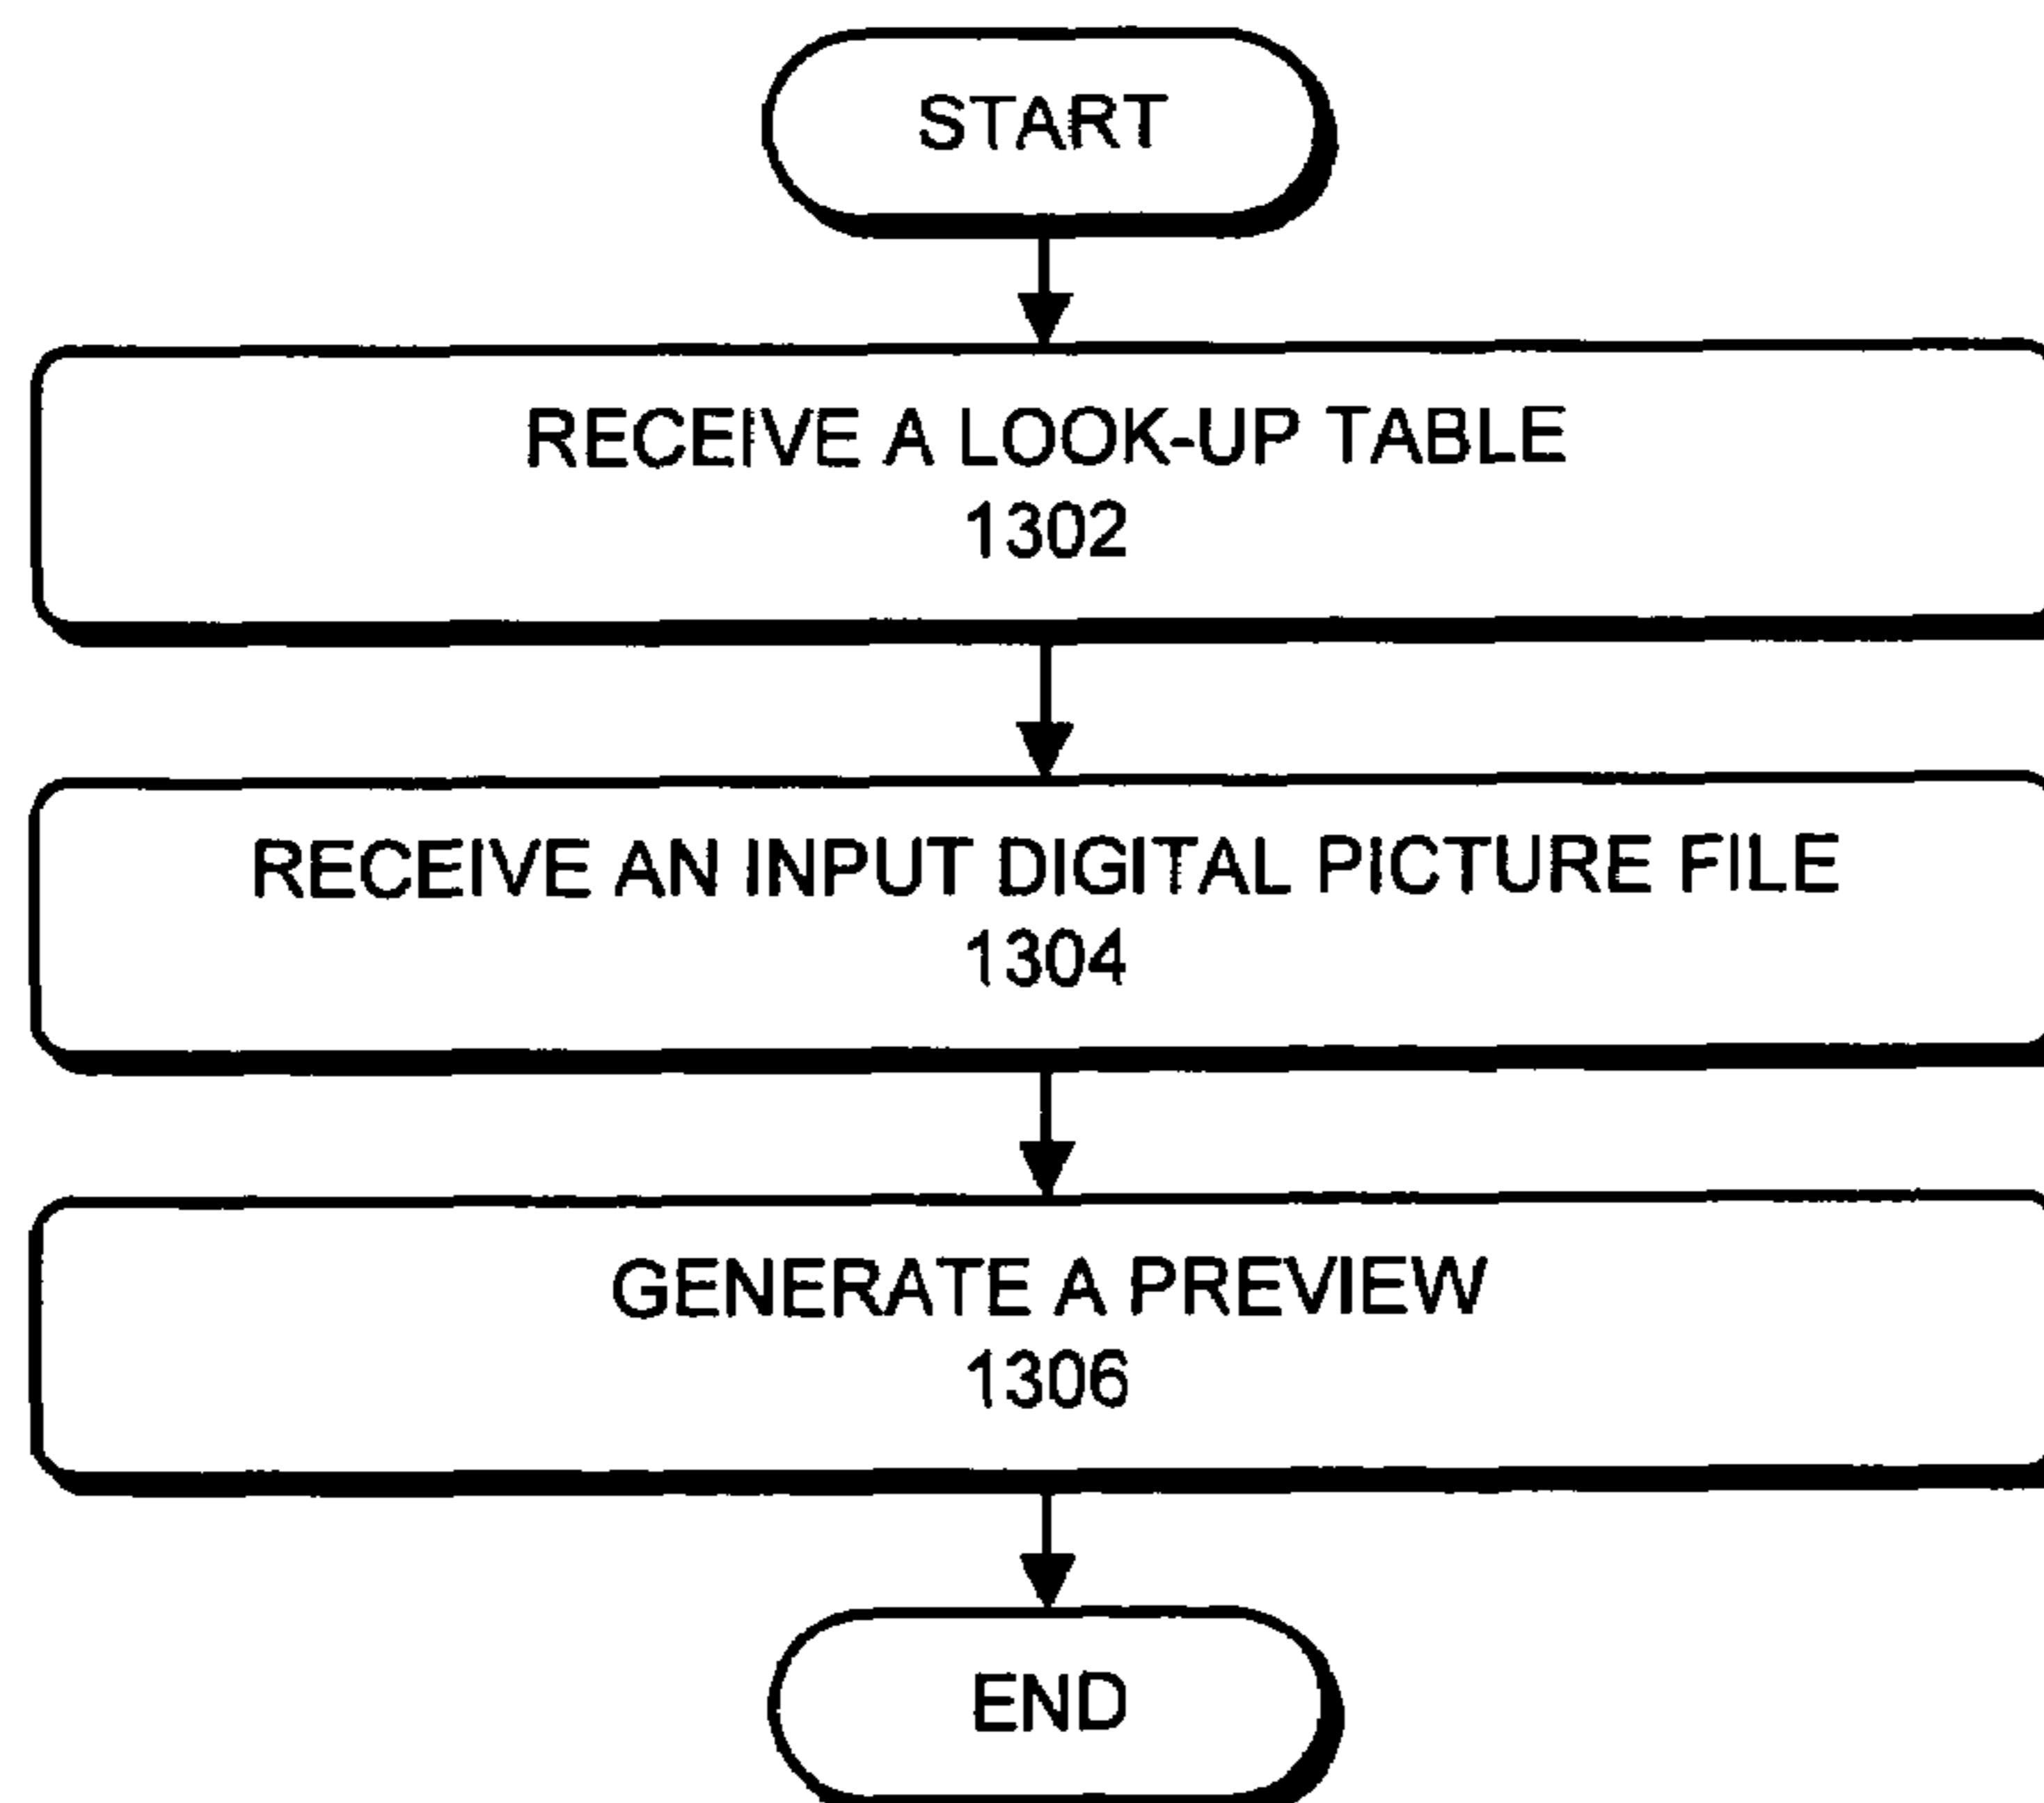 START
RECEIVE A LOOK-UP TABLE
1302
RECEIVE AN INPUT DIGITAL PICTURE FILE
1304
GENERATE A PREVIEW
1306
END